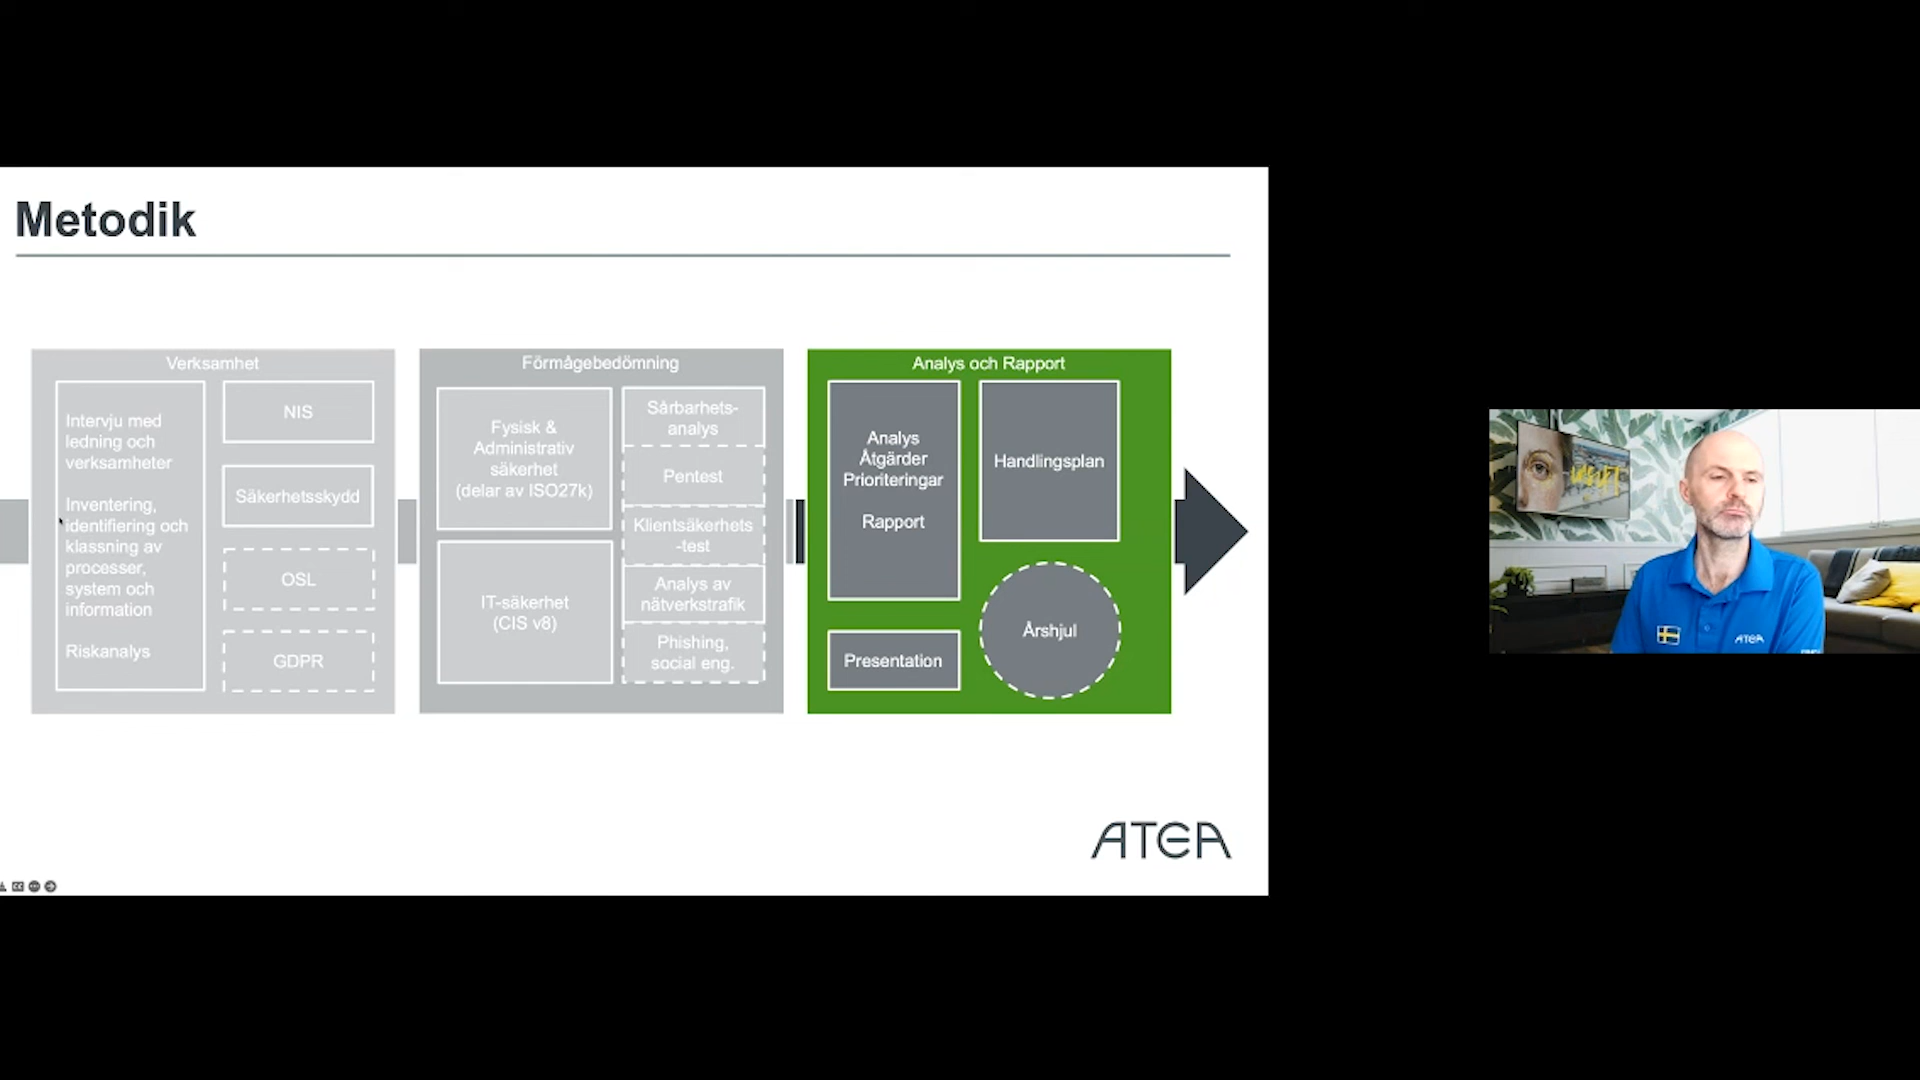 Metodik
Verksamhet
Intervju med
ledning och
verksamheter
Inventering,
identifiering och
klassning av
processer,
system och
information
Riskanalys
NIS
Säkerhetsskydd
OSL
GDPR
Förmågebedömning
Fysisk &
Administrativ
säkerhet
(delar av ISO27k)
IT-säkerhet
(CIS v8)
Sårbarhets-
analys
Pentest
Klientsäkerhets
-test
Analys av
nätverkstrafik
Phishing,
social eng.
Analys och Rapport
Analys
Åtgärder
Prioriteringar
Rapport
Presentation
Handlingsplan
Årshjul
ATEA
insikt
ATEA